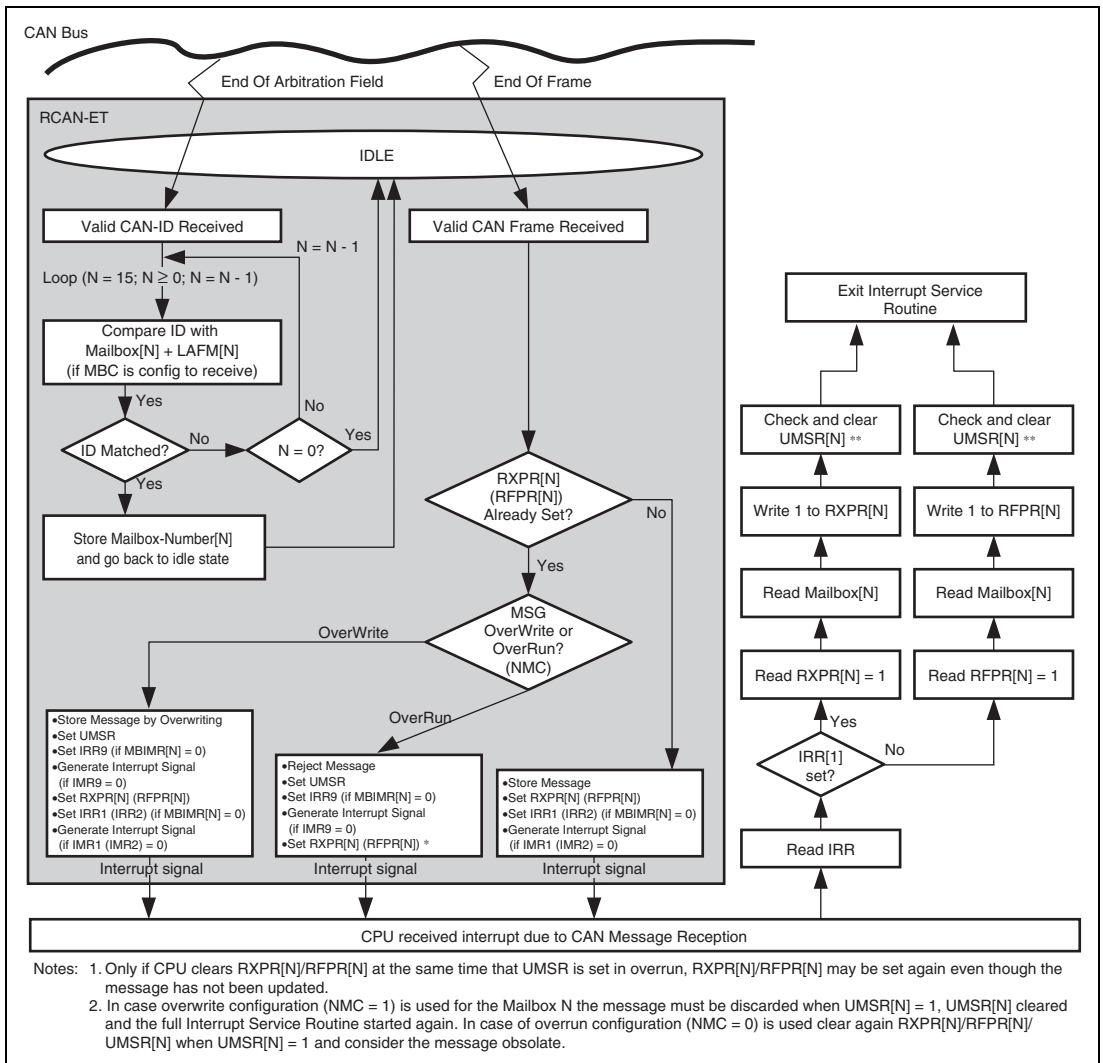 CAN Bus
End Of Arbitration Field
End Of Frame
RCAN-ET
IDLE
Valid CAN-ID Received
Valid CAN Frame Received
N = N - 1
Loop (N = 15; N ≥ 0; N = N - 1)
Compare ID with
Mailbox[N] + LAFM[N]
(if MBC is config to receive)
Yes
No
ID Matched?
No
N = 0?
Yes
Yes
Store Mailbox-Number[N]
and go back to idle state
RXPR[N]
(RFPR[N])
Already Set?
No
Yes
MSG
OverWrite or
OverRun?
(NMC)
OverWrite
OverRun
•Store Message by Overwriting
•Set UMSR
•Set IRR9 (if MBIMR[N] = 0)
•Generate Interrupt Signal
(if IMR9 = 0)
•Set RXPR[N] (RFPR[N])
•Set IRR1 (IRR2) (if MBIMR[N] = 0)
•Generate Interrupt Signal
(if IMR1 (IMR2) = 0)
•Reject Message
•Set UMSR
•Set IRR9 (if MBIMR[N] = 0)
•Generate Interrupt Signal
(if IMR9 = 0)
•Set RXPR[N] (RFPR[N]) *
•Store Message
•Set RXPR[N] (RFPR[N])
•Set IRR1 (IRR2) (if MBIMR[N] = 0)
•Generate Interrupt Signal
(if IMR1 (IMR2) = 0)
Interrupt signal
Interrupt signal
Interrupt signal
Exit Interrupt Service
Routine
Check and clear
UMSR[N] **
Check and clear
UMSR[N] **
Write 1 to RXPR[N]
Write 1 to RFPR[N]
Read Mailbox[N]
Read Mailbox[N]
Read RXPR[N] = 1
Read RFPR[N] = 1
Yes
IRR[1]
set?
No
Read IRR
CPU received interrupt due to CAN Message Reception
Notes: 1. Only if CPU clears RXPR[N]/RFPR[N] at the same time that UMSR is set in overrun, RXPR[N]/RFPR[N] may be set again even though the
message has not been updated.
2. In case overwrite configuration (NMC = 1) is used for the Mailbox N the message must be discarded when UMSR[N] = 1, UMSR[N] cleared
and the full Interrupt Service Routine started again. In case of overrun configuration (NMC = 0) is used clear again RXPR[N]/RFPR[N]/
UMSR[N] when UMSR[N] = 1 and consider the message obsolate.